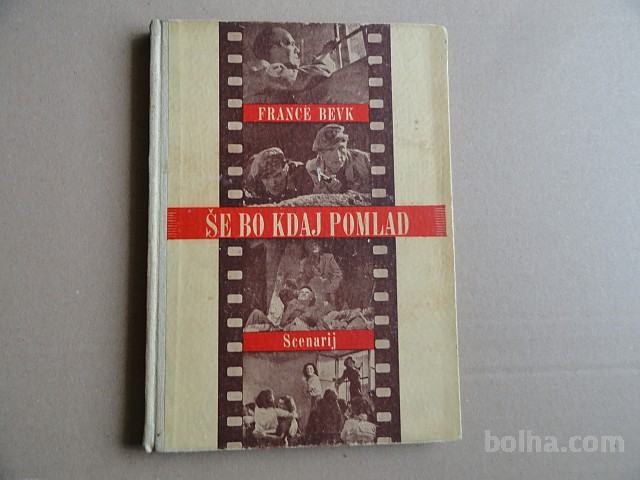 FRANCE BEVK
ŠE BO KDAJ POMLAD
Scenarij
bolha.com